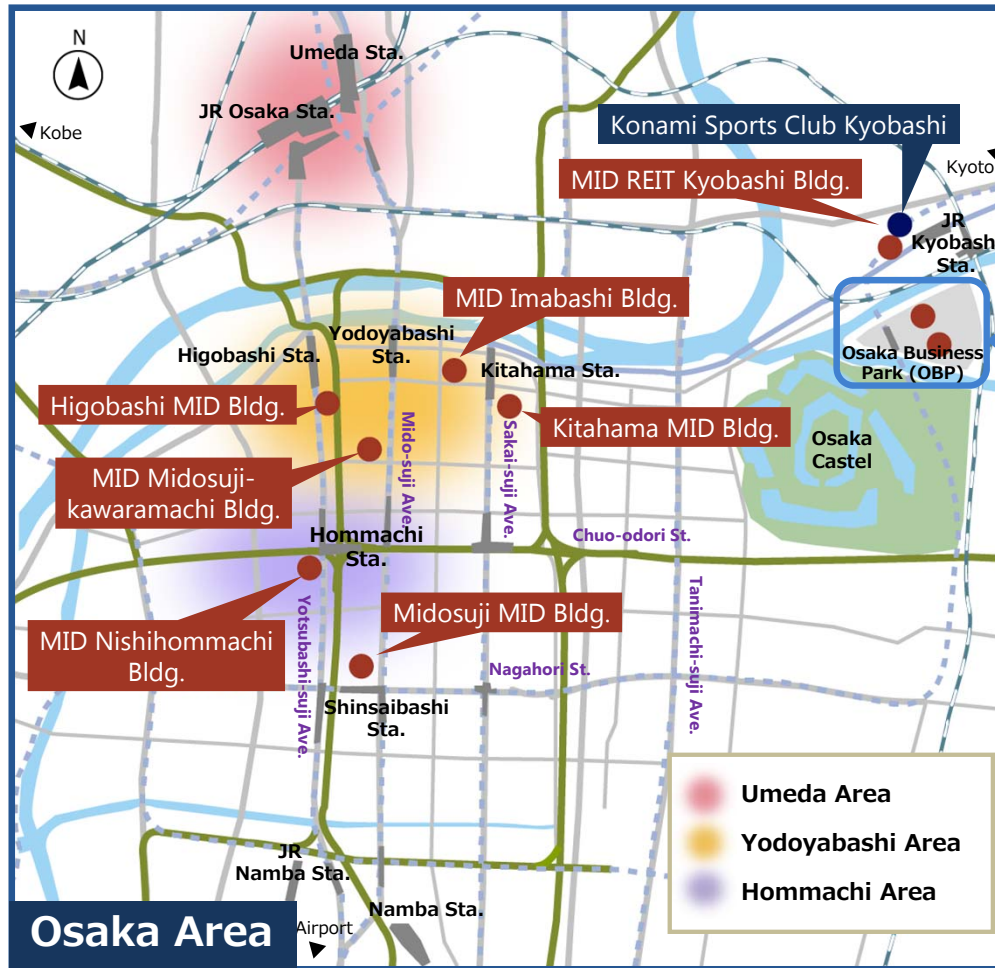 N
Umeda Sta.
JR Osaka Sta.
Kobe
Konami Sports Club Kyobashi
MID REIT Kyobashi Bldg.
Kyoto
JR
Kyobash
Sta.
MID Imabashi Bldg.
Yodoyabashi
Sta.
Higobashi Sta.
Kitahama Sta.
Osaka Business
Park (OBP)
Higobashi MID Bldg.
Kitahama MID Bldg.
Mido-suji Ave.
Sakai-suji Ave.
Osaka
Castel
MID Midosuji-
kawaramachi Bldg.
Hommachi
Sta.
Chuo-odori St.
MID Nishihommachi
Bldg.
Yotsubashi-suji Ave.
Midosuji MID Bldg.
Tanimachi-suji Ave.
Nagahori St.
Shinsaibashi
Sta.
Umeda Area
Yodoyabashi Area
Hommachi Area
JR
Namba Sta.
Namba Sta.
Airport
Osaka Area